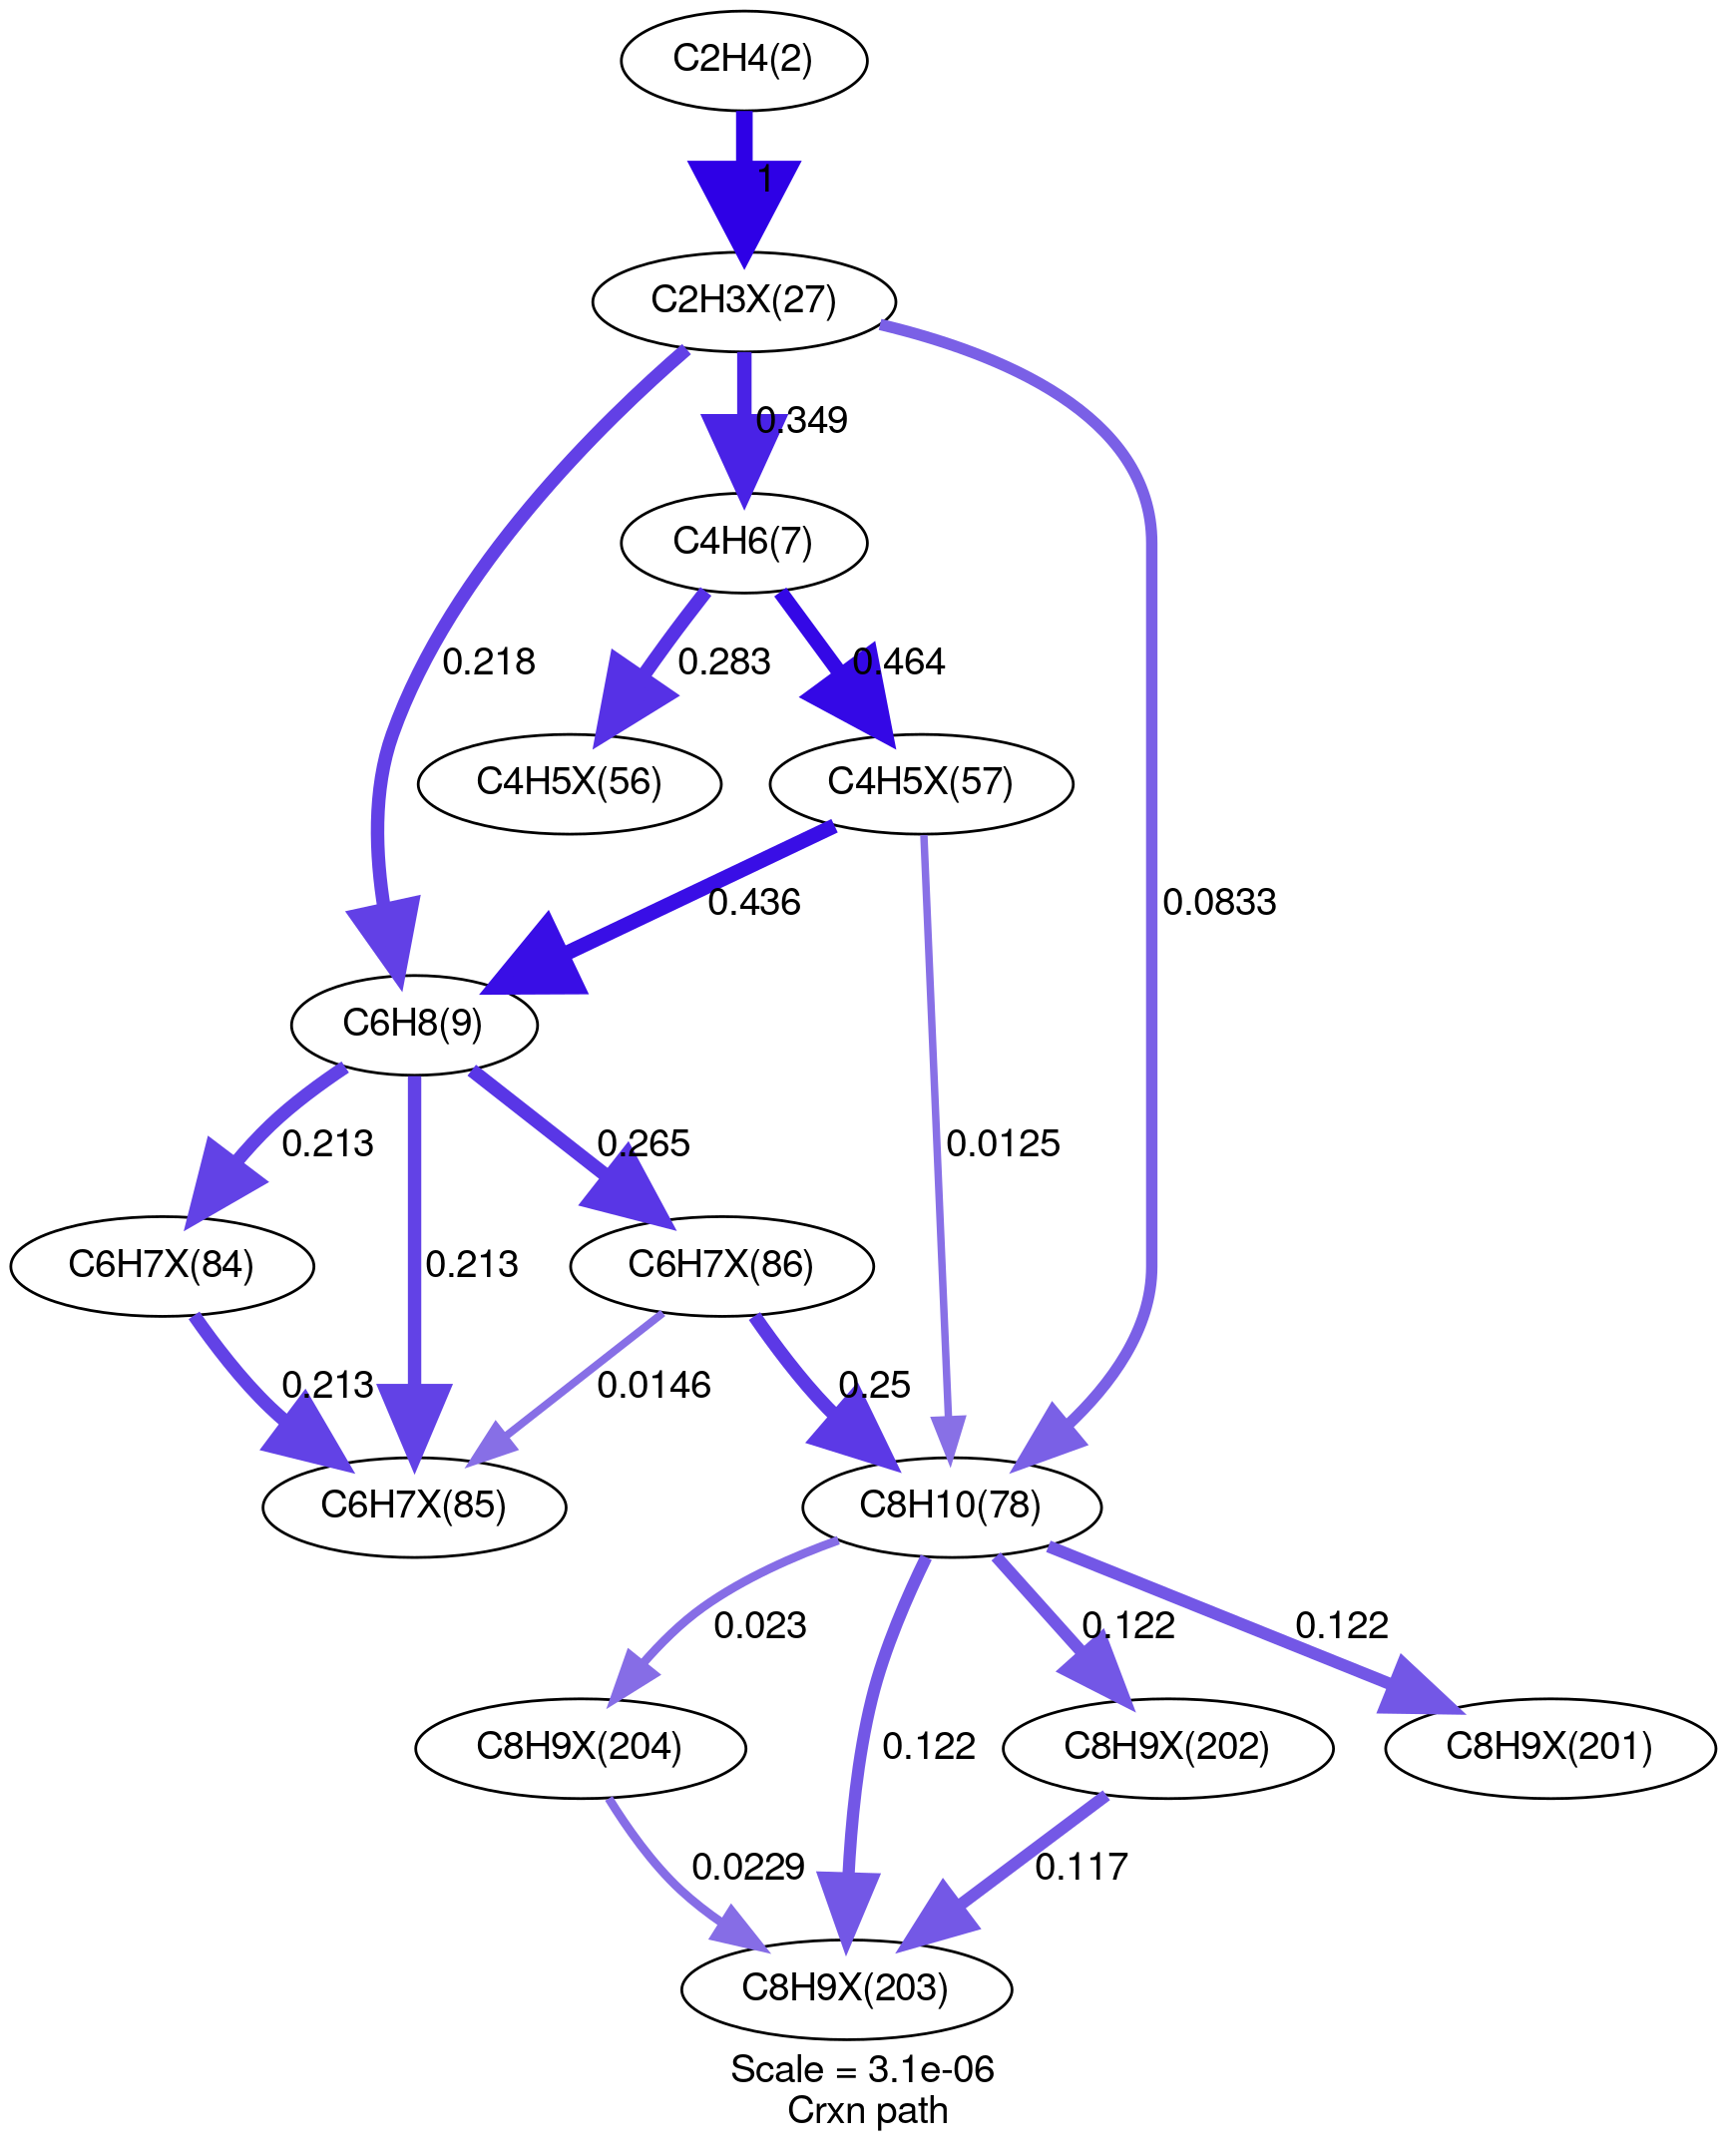 C2H4(2)
1
C2H3X(27)
0.349
C4H6(7)
0.218
0.283
0.464
C4H5X(56)
C4H5X(57)
0.436
0.0833
C6H8(9)
0.213
0.265
0.0125
C6H7X(84)
0.213
C6H7X(86)
0.213
0.0146
0.25
C6H7X(85)
C8H10(78)
0.023
0.122
0.122
C8H9X(204)
0.122
C8H9X(202)
C8H9X(201)
0.0229
0.117
C8H9X(203)
Scale = 3.1e-06
Crxn path